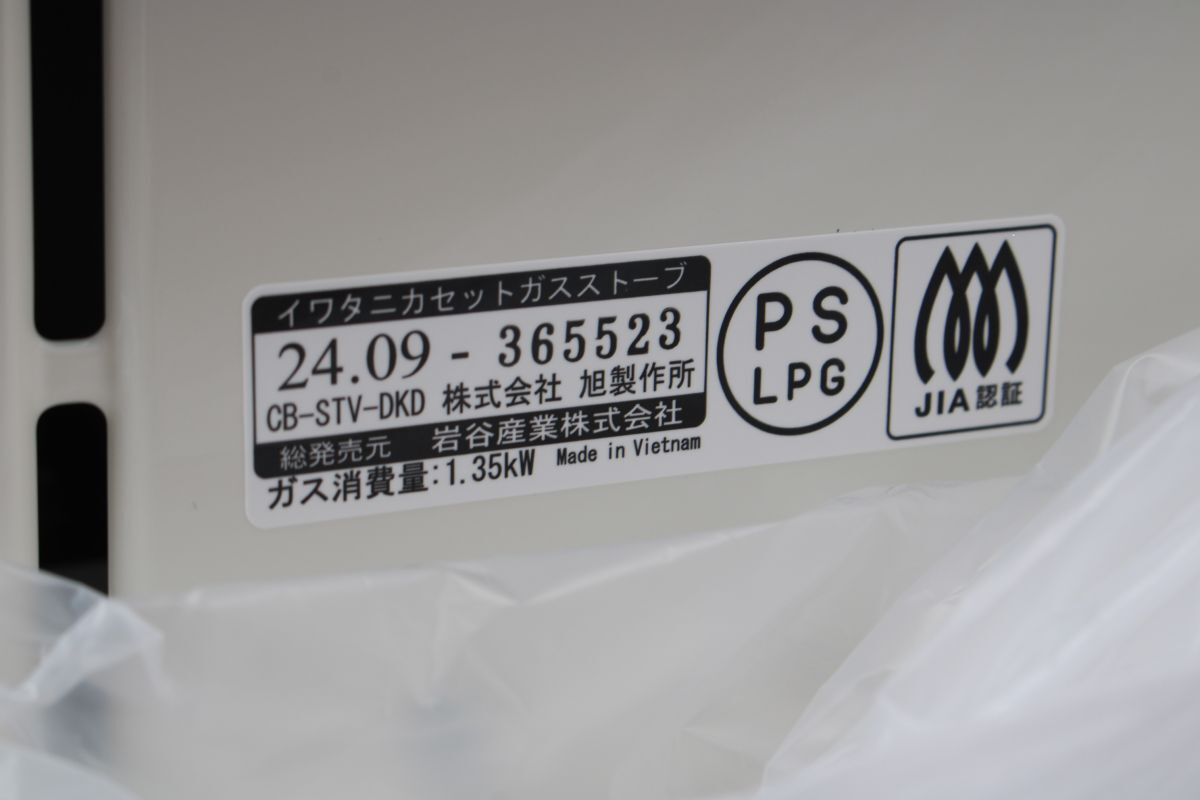 イワタニカセットガスストーブ
24.09 - 365523
CB-STV-DKD 株式会社 旭製作所
総発売元 岩谷産業株式会社
ガス消費量:1.35kW Made in Vietnam
PS
LPG
JIA認証